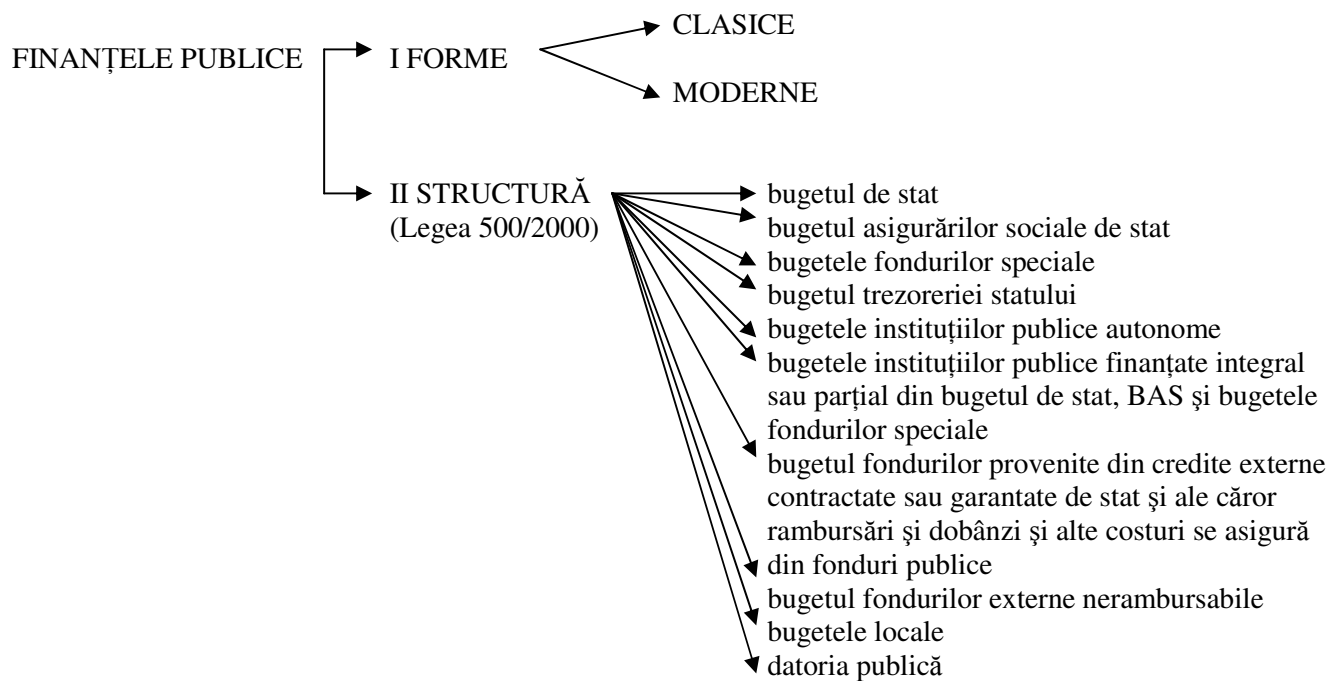 CLASICE
FINANȚELE PUBLICE I FORME
MODERNE
II STRUCTURĂ bugetul de stat
(Legea 500/2000) bugetul asigurărilor sociale de stat
bugetele fondurilor speciale
bugetul trezoreriei statului
bugetele instituțiilor publice autonome
bugetele instituțiilor publice finanțate integral
sau parțial din bugetul de stat, BAS şi bugetele
fondurilor speciale
bugetul fondurilor provenite din credite externe
contractate sau garantate de stat şi ale căror
rambursări şi dobânzi şi alte costuri se asigură
din fonduri publice
bugetul fondurilor externe nerambursabile
bugetele locale
datoria publică